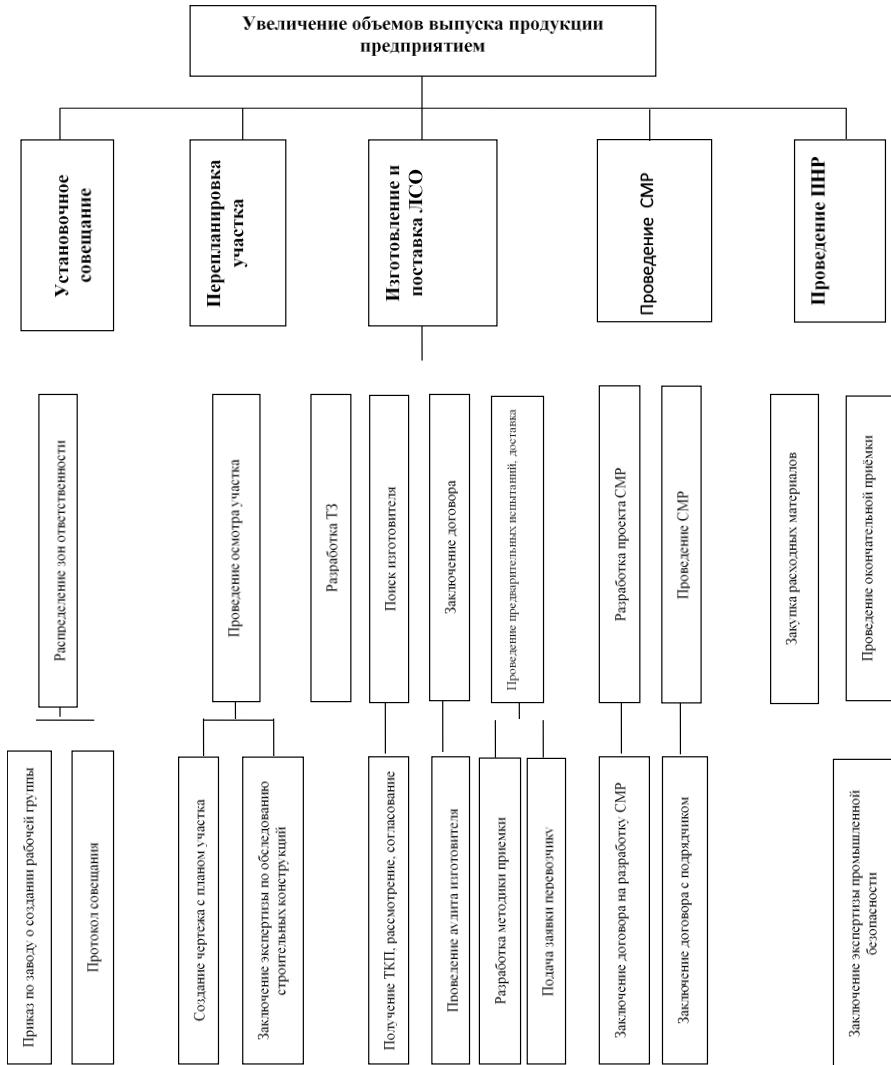 Увеличение объемов выпуска продукции
предприятием
Установочное
совещание
Перепланировка
участка
Изготовление и
поставка ЛСО
Проведение СМР
Проведение ПНР
Распределение зон ответственности
Проведение осмотра участка
Разработка ТЗ
Поиск изготовителя
Заключение договора
Проведение предварительных испытаний, доставка
Разработка проекта СМР
Проведение СМР
Закупка расходных материалов
Проведение окончательной приёмки
Приказ по заводу о создании рабочей группы
Протокол совещания
Создание чертежа с планом участка
Заключение экспертизы по обследованию
строительных конструкций
Получение ТКП, рассмотрение, согласование
Проведение аудита изготовителя
Разработка методики приемки
Подача заявки перевозчику
Заключение договора на разработку СМР
Заключение договора с подрядчиком
Заключение экспертизы промышленной
безопасности